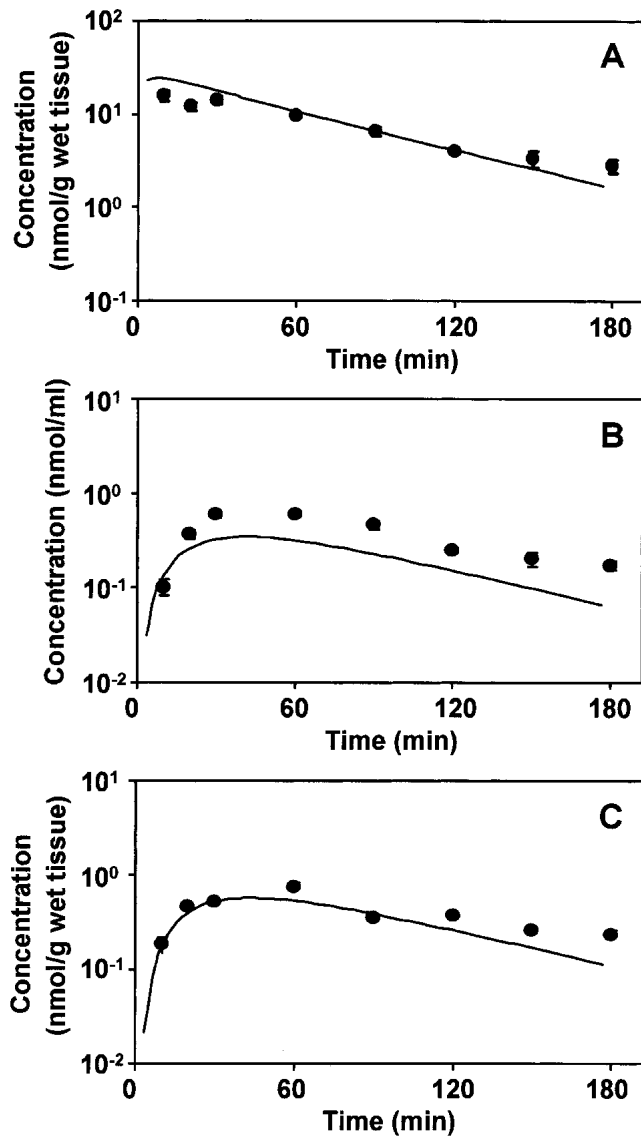 A
Concentration
(nmol/g wet tissue)
10²
10¹
10⁰
10⁻¹
0 60 120 180
Time (min)
B
Concentration (nmol/ml)
10¹
10⁰
10⁻¹
10⁻²
0 60 120 180
Time (min)
C
Concentration
(nmol/g wet tissue)
10¹
10⁰
10⁻¹
10⁻²
0 60 120 180
Time (min)